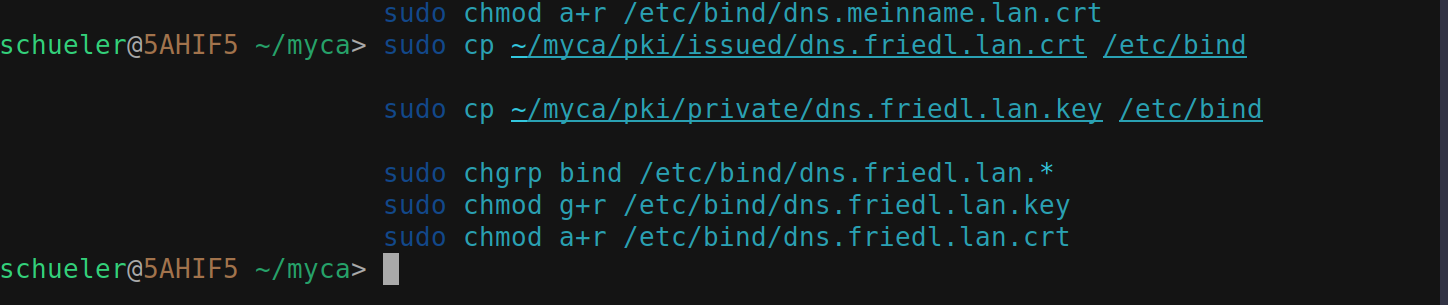 sudo chmod a+r /etc/bind/dns.meinname.lan.crt
schueler@5AHIF5 ~/myca> sudo cp ~/myca/pki/issued/dns.friedl.lan.crt /etc/bind
sudo cp ~/myca/pki/private/dns.friedl.lan.key /etc/bind
sudo chgrp bind /etc/bind/dns.friedl.lan.*
sudo chmod g+r /etc/bind/dns.friedl.lan.key
sudo chmod a+r /etc/bind/dns.friedl.lan.crt
schueler@5AHIF5 ~/myca>